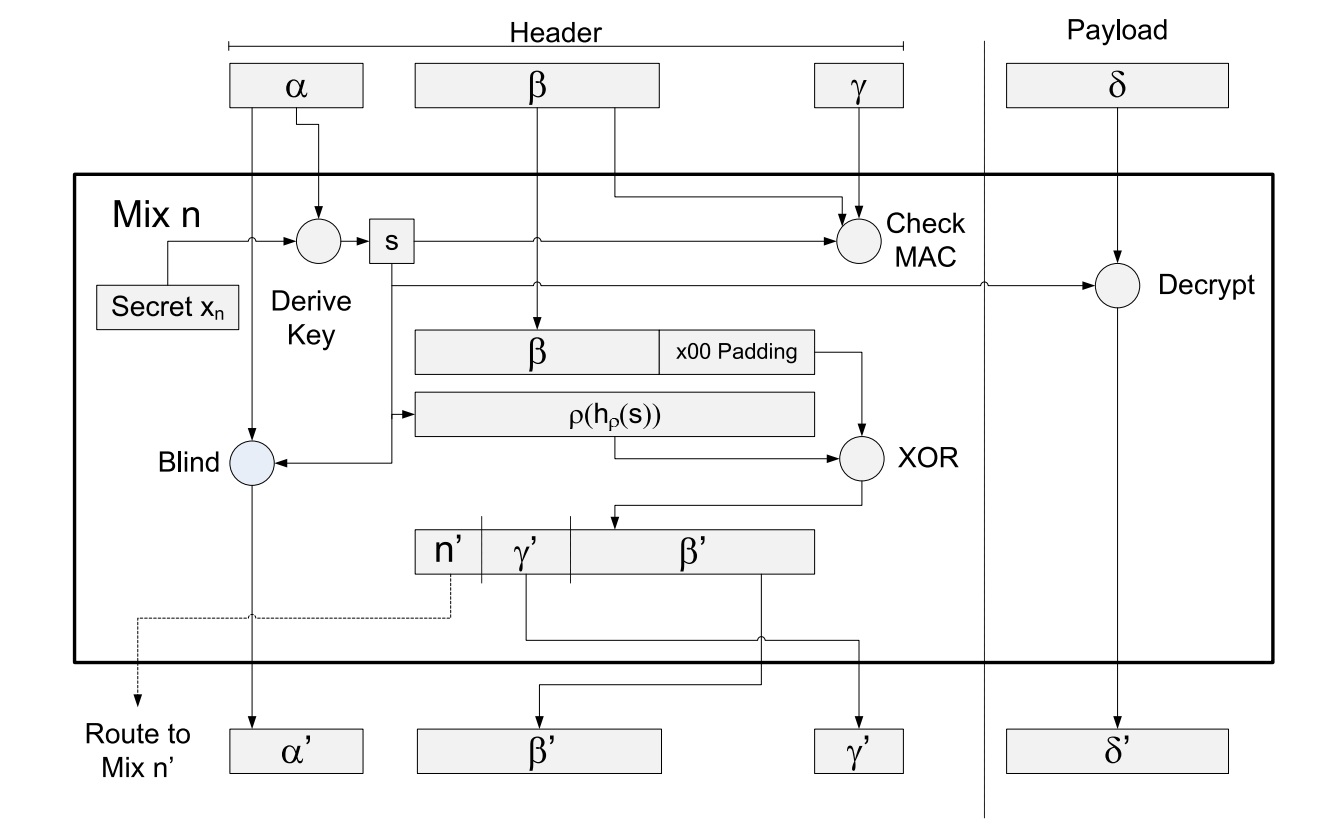 Header
Payload
α
β
γ
δ
Mix n
Check
MAC
s
Secret xₙ
Derive
Key
Decrypt
β
x00 Padding
ρ(hᵨ(s))
Blind
XOR
n’
γ’
β’
Route to
Mix n’
α’
β’
γ’
δ’